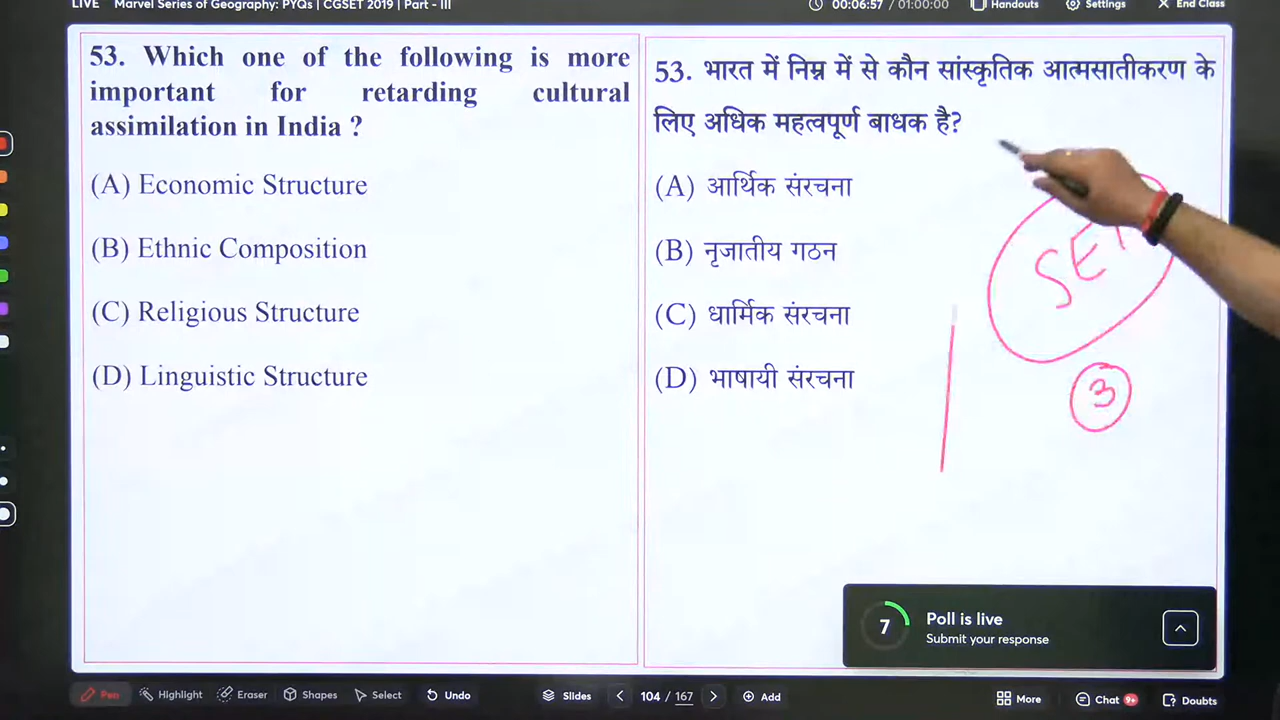 LIVE Marvel Series of Geography: PYQs | CGSET 2019 | Part - III 00:06:57 / 01:00:00 Handouts Settings End Class
53. Which one of the following is more
important for retarding cultural
assimilation in India ?
(A) Economic Structure
(B) Ethnic Composition
(C) Religious Structure
(D) Linguistic Structure
53. भारत में निम्न में से कौन सांस्कृतिक आत्मसातीकरण के
लिए अधिक महत्वपूर्ण बाधक है?
(A) आर्थिक संरचना
(B) नृजातीय गठन
(C) धार्मिक संरचना
(D) भाषायी संरचना
SET
3
7 Poll is live
Submit your response
Pen Highlight Eraser Shapes Select Undo Slides 104 / 167 Add More Chat 9+ Doubts